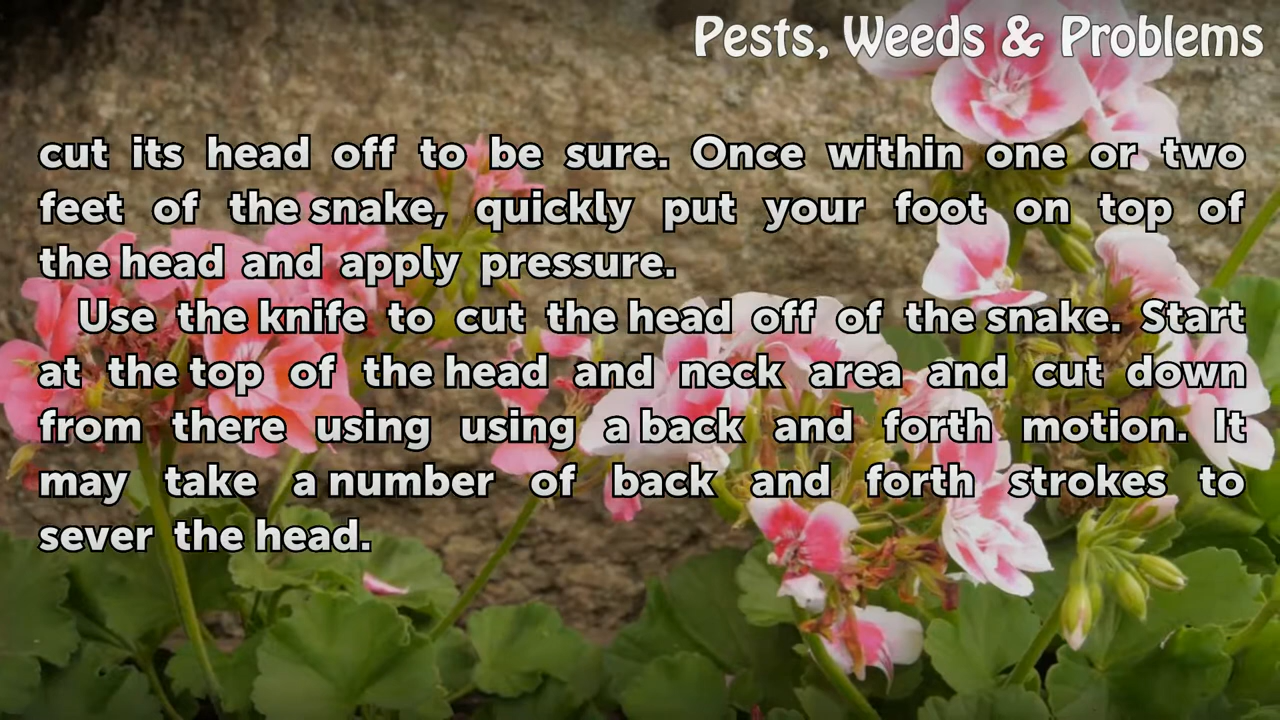 Pests, Weeds & Problems
cut its head off to be sure. Once within one or two
feet of the snake, quickly put your foot on top of
the head and apply pressure.
Use the knife to cut the head off of the snake. Start
at the top of the head and neck area and cut down
from there using using a back and forth motion. It
may take a number of back and forth strokes to
sever the head.